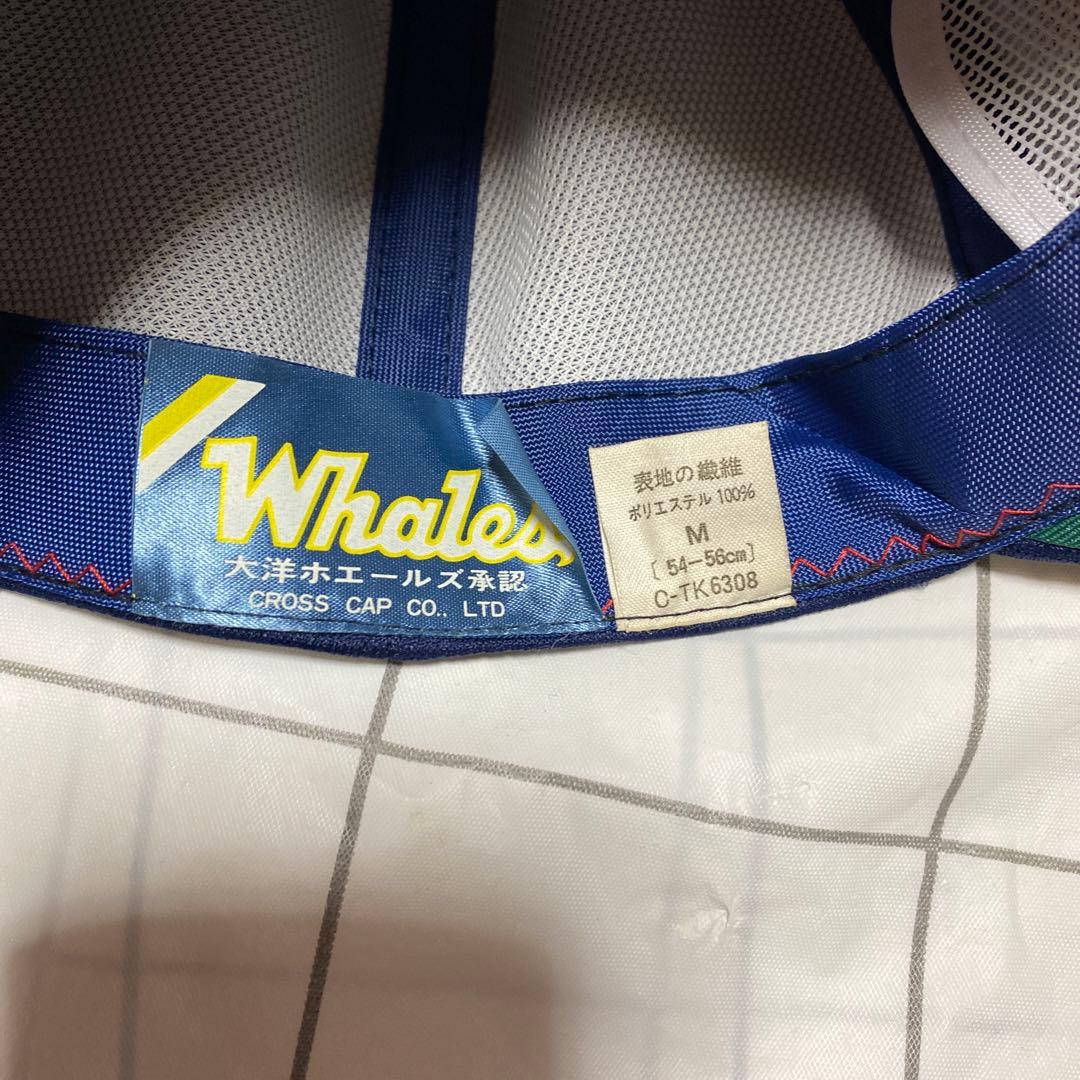 Whales
大洋ホエールズ承認
CROSS CAP CO., LTD
表地の繊維
ポリエステル 100%
M
[54-56cm]
C-TK6308